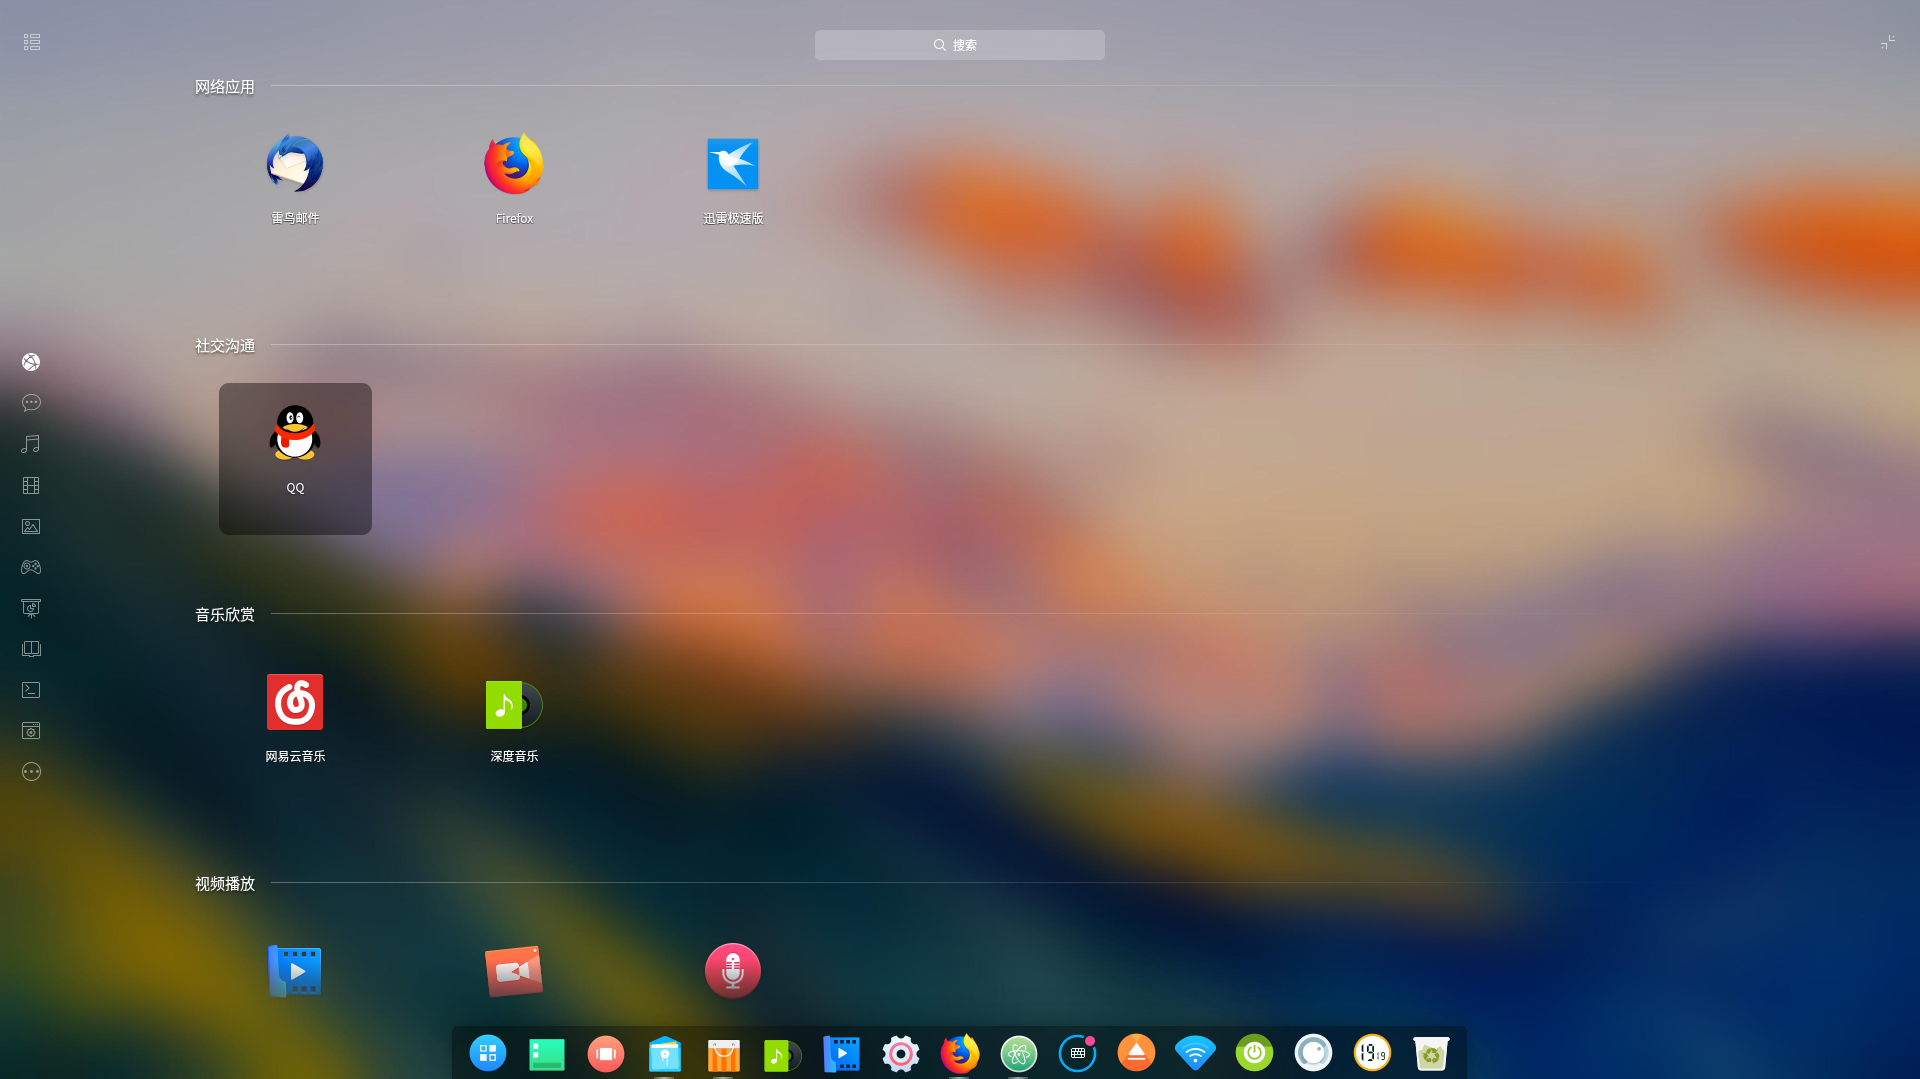 搜索
网络应用
雷鸟邮件
Firefox
迅雷极速版
社交沟通
QQ
音乐欣赏
网易云音乐
深度音乐
视频播放
19 19